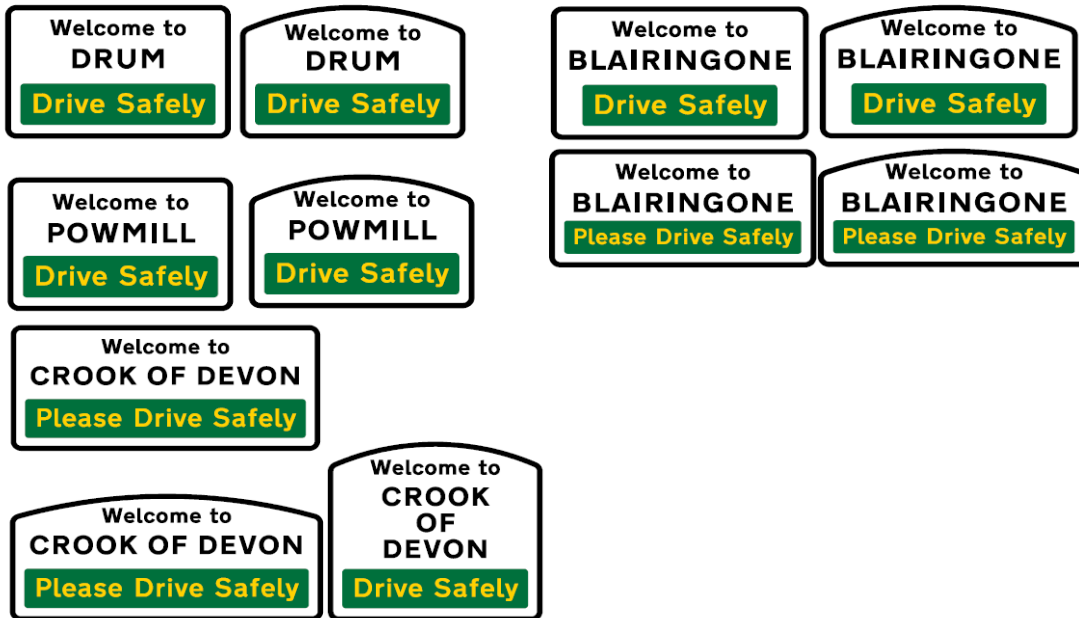 Welcome to
DRUM
Drive Safely
Welcome to
DRUM
Drive Safely
Welcome to
BLAIRINGONE
Drive Safely
Welcome to
BLAIRINGONE
Drive Safely
Welcome to
BLAIRINGONE
Please Drive Safely
Welcome to
BLAIRINGONE
Please Drive Safely
Welcome to
POWMILL
Drive Safely
Welcome to
POWMILL
Drive Safely
Welcome to
CROOK OF DEVON
Please Drive Safely
Welcome to
CROOK OF DEVON
Please Drive Safely
Welcome to
CROOK
OF
DEVON
Drive Safely